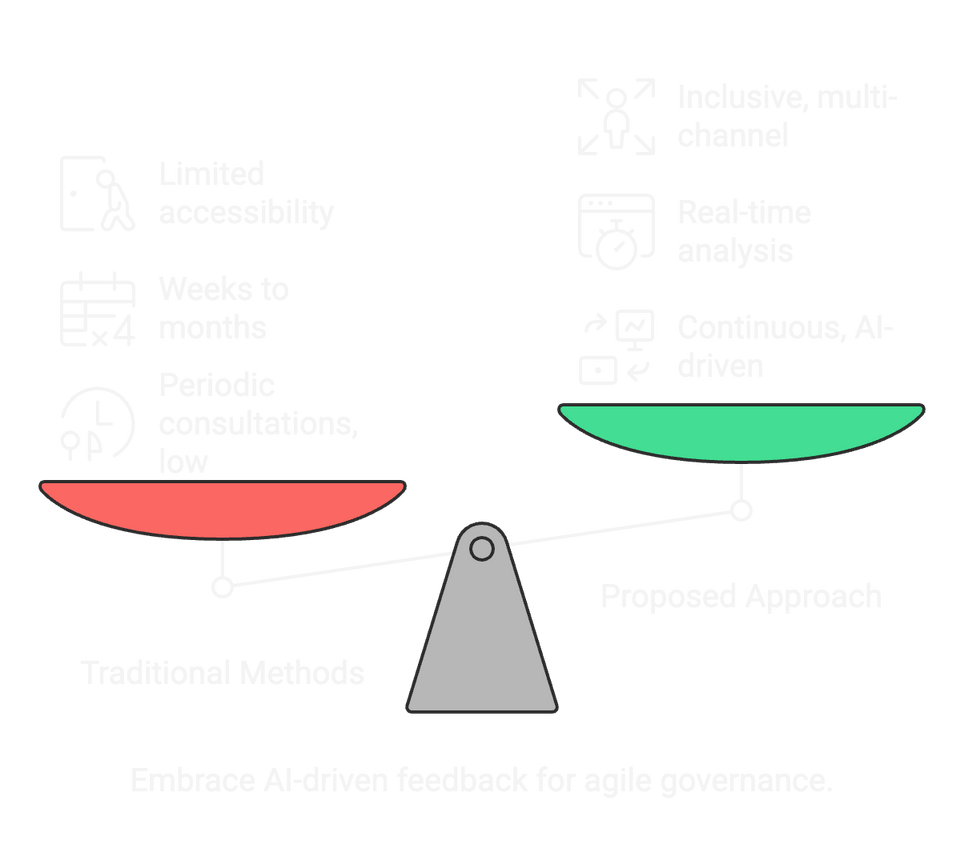 Limited
accessibility
Weeks to
months
Periodic
consultations,
low
Traditional Methods
Inclusive, multi-
channel
Real-time
analysis
Continuous, AI-
driven
Proposed Approach
Embrace AI-driven feedback for agile governance.